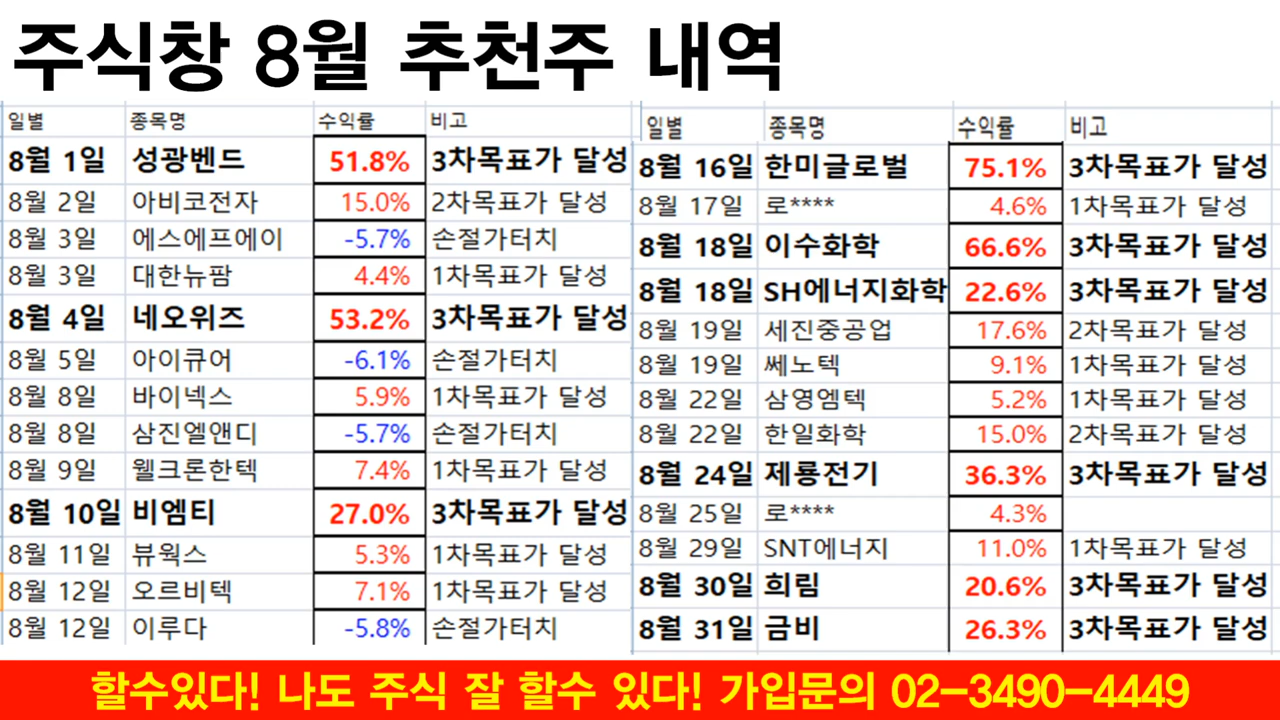 주식창 8월 추천주 내역
일별 종목명 수익률 비고
8월 1일 성광벤드 51.8% 3차목표가 달성
8월 2일 아비코전자 15.0% 2차목표가 달성
8월 3일 에스에프에이 -5.7% 손절가터치
8월 3일 대한뉴팜 4.4% 1차목표가 달성
8월 4일 네오위즈 53.2% 3차목표가 달성
8월 5일 아이큐어 -6.1% 손절가터치
8월 8일 바이넥스 5.9% 1차목표가 달성
8월 8일 삼진엘앤디 -5.7% 손절가터치
8월 9일 웰크론한텍 7.4% 1차목표가 달성
8월 10일 비엠티 27.0% 3차목표가 달성
8월 11일 뷰웍스 5.3% 1차목표가 달성
8월 12일 오르비텍 7.1% 1차목표가 달성
8월 12일 이루다 -5.8% 손절가터치
일별 종목명 수익률 비고
8월 16일 한미글로벌 75.1% 3차목표가 달성
8월 17일 로**** 4.6% 1차목표가 달성
8월 18일 이수화학 66.6% 3차목표가 달성
8월 18일 SH에너지화학 22.6% 3차목표가 달성
8월 19일 세진중공업 17.6% 2차목표가 달성
8월 19일 쎄노텍 9.1% 1차목표가 달성
8월 22일 삼영엠텍 5.2% 1차목표가 달성
8월 22일 한일화학 15.0% 2차목표가 달성
8월 24일 제룡전기 36.3% 3차목표가 달성
8월 25일 로**** 4.3%
8월 29일 SNT에너지 11.0% 1차목표가 달성
8월 30일 희림 20.6% 3차목표가 달성
8월 31일 금비 26.3% 3차목표가 달성
할수있다! 나도 주식 잘 할수 있다! 가입문의 02-3490-4449